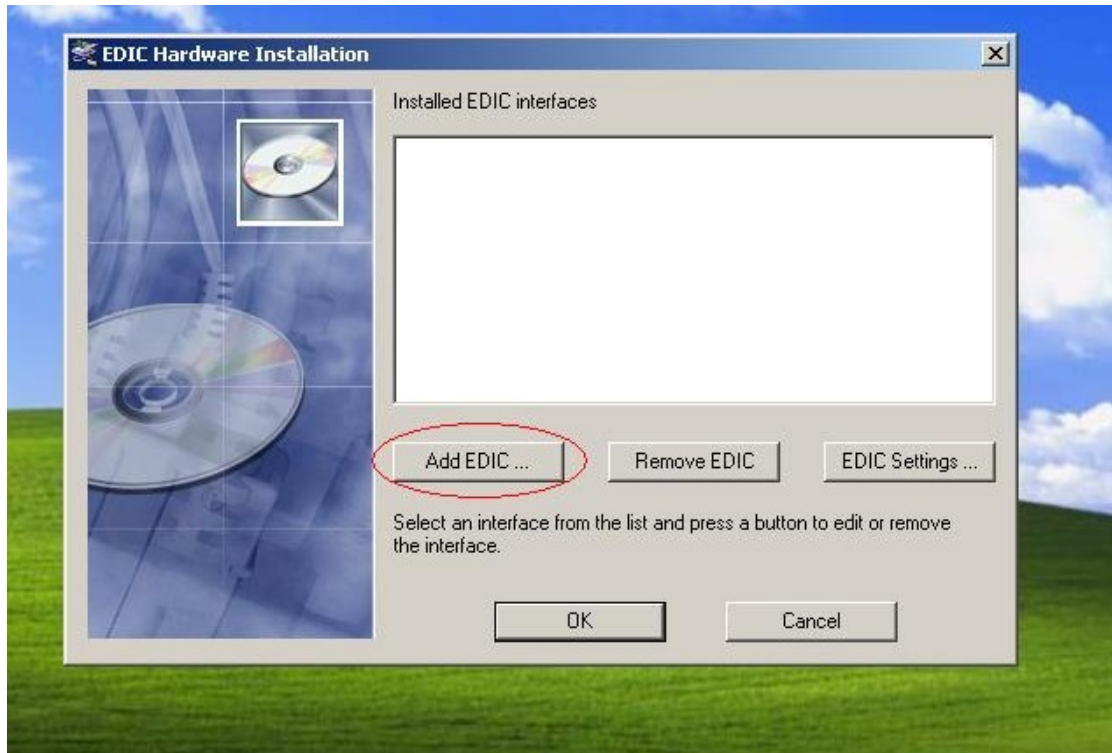 EDIC Hardware Installation
Installed EDIC interfaces
Add EDIC ...
Remove EDIC
EDIC Settings ...
Select an interface from the list and press a button to edit or remove
the interface.
OK
Cancel